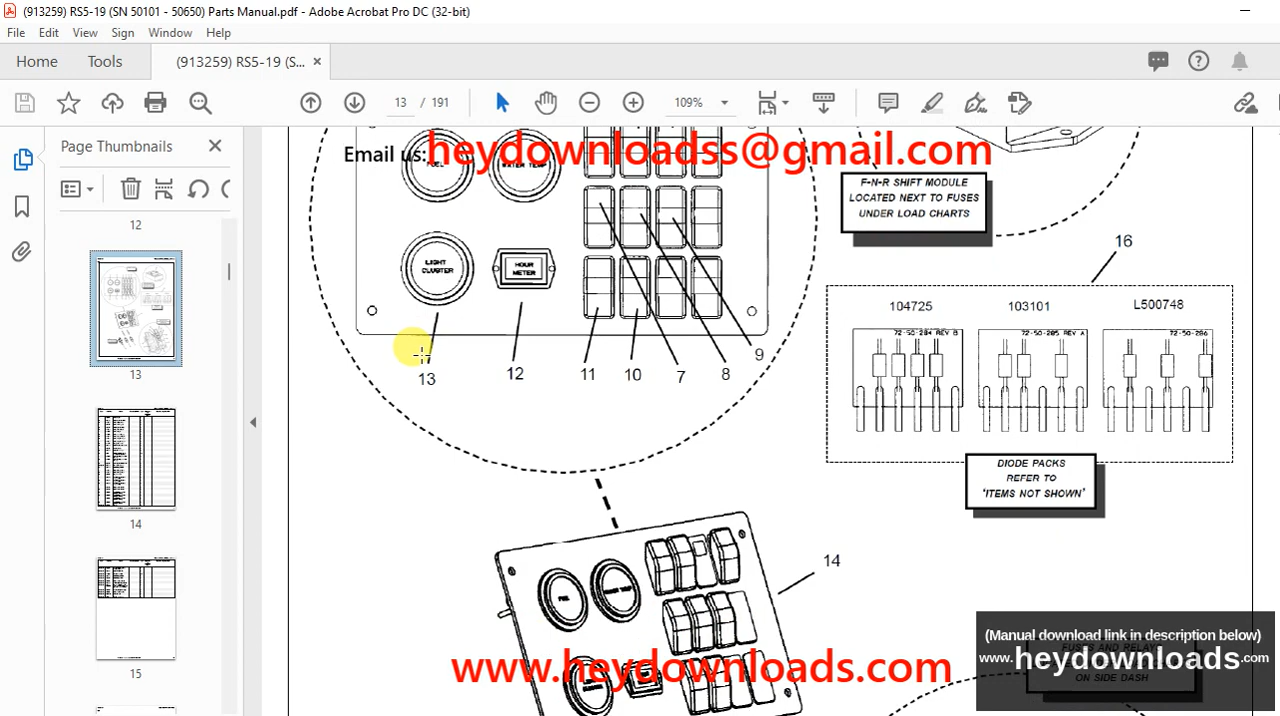 (913259) RS5-19 (SN 50101 - 50650) Parts Manual.pdf - Adobe Acrobat Pro DC (32-bit)
File Edit View Sign Window Help
Home Tools (913259) RS5-19 (S... ×
13 / 191 109%
Page Thumbnails
12
13
14
15
Email us: heydownloadss@gmail.com
FUEL
WATER TEMP
LIGHT
CLUSTER
HOUR
METER
13
12
11
10
7
8
9
F-N-R SHIFT MODULE
LOCATED NEXT TO FUSES
UNDER LOAD CHARTS
16
104725
103101
L500748
72-50-284 REV B
72-50-285 REV A
72-50-286
DIODE PACKS
REFER TO
'ITEMS NOT SHOWN'
14
FUEL
www.heydownloads.com
(Manual download link in description below)
www.heydownloads.com
FUSES AND RELAYS
ON SIDE DASH